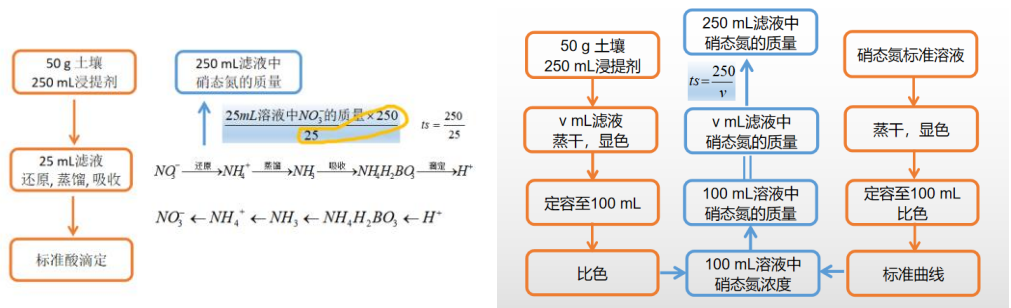 50 g 土壤
250 mL浸提剂
250 mL滤液中
硝态氮的质量
25mL溶液中NO₃⁻的质量×250
25
ts = 250/25
25 mL滤液
还原, 蒸馏, 吸收
NO₃⁻ 还原→ NH₄⁺ 蒸馏→ NH₃ 吸收→ NH₄H₂BO₃ 滴定→ H⁺
NO₃⁻ ← NH₄⁺ ← NH₃ ← NH₄H₂BO₃ ← H⁺
标准酸滴定
50 g 土壤
250 mL浸提剂
250 mL滤液中
硝态氮的质量
硝态氮标准溶液
ts = 250/v
v mL滤液
蒸干，显色
v mL滤液中
硝态氮的质量
蒸干，显色
定容至100 mL
100 mL溶液中
硝态氮的质量
定容至100 mL
比色
比色
100 mL溶液中
硝态氮浓度
标准曲线